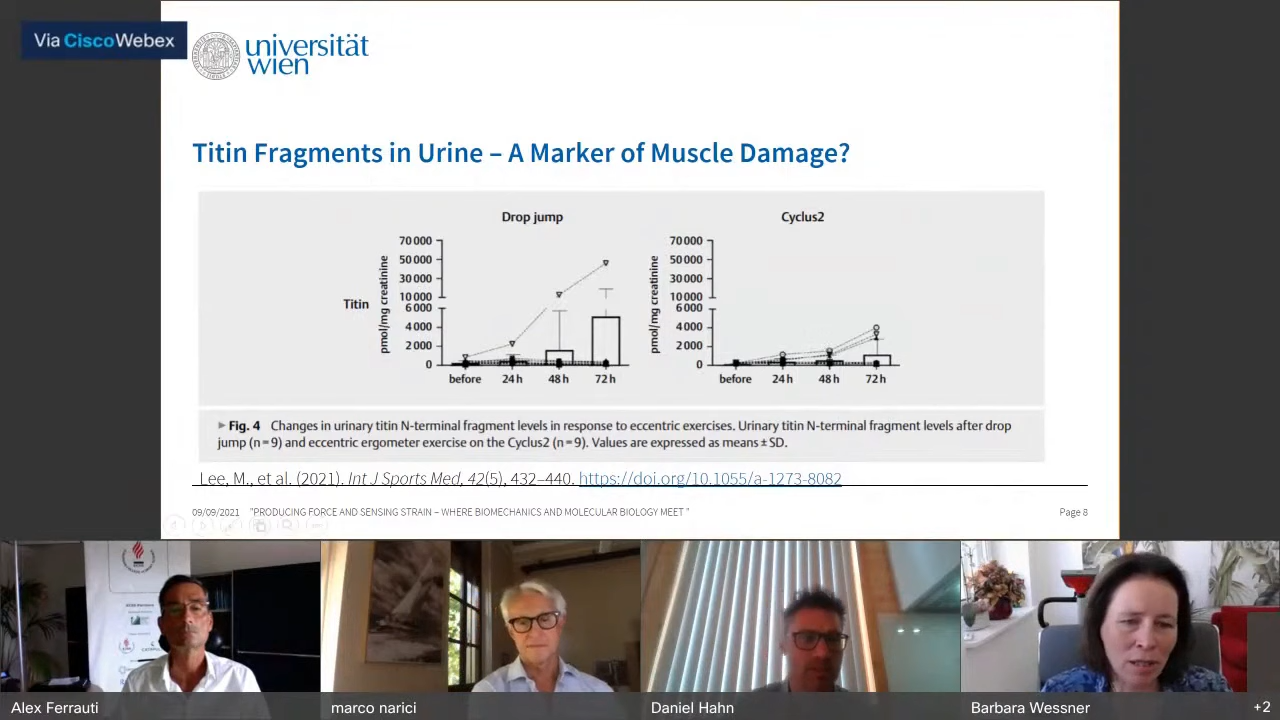 Via CiscoWebex
universität
wien
Titin Fragments in Urine – A Marker of Muscle Damage?
Drop jump
Cyclus2
Titin
pmol/mg creatinine
70 000
50 000
30 000
10 000
6 000
4 000
2 000
0
before 24 h 48 h 72 h
pmol/mg creatinine
70 000
50 000
30 000
10 000
6 000
4 000
2 000
0
before 24 h 48 h 72 h
▶ Fig. 4 Changes in urinary titin N-terminal fragment levels in response to eccentric exercises. Urinary titin N-terminal fragment levels after drop
jump (n = 9) and eccentric ergometer exercise on the Cyclus2 (n = 9). Values are expressed as means ± SD.
Lee, M., et al. (2021). Int J Sports Med, 42(5), 432–440. https://doi.org/10.1055/a-1273-8082
09/09/2021 "PRODUCING FORCE AND SENSING STRAIN – WHERE BIOMECHANICS AND MOLECULAR BIOLOGY MEET "
Page 8
Alex Ferrauti
marco narici
Daniel Hahn
Barbara Wessner
+2